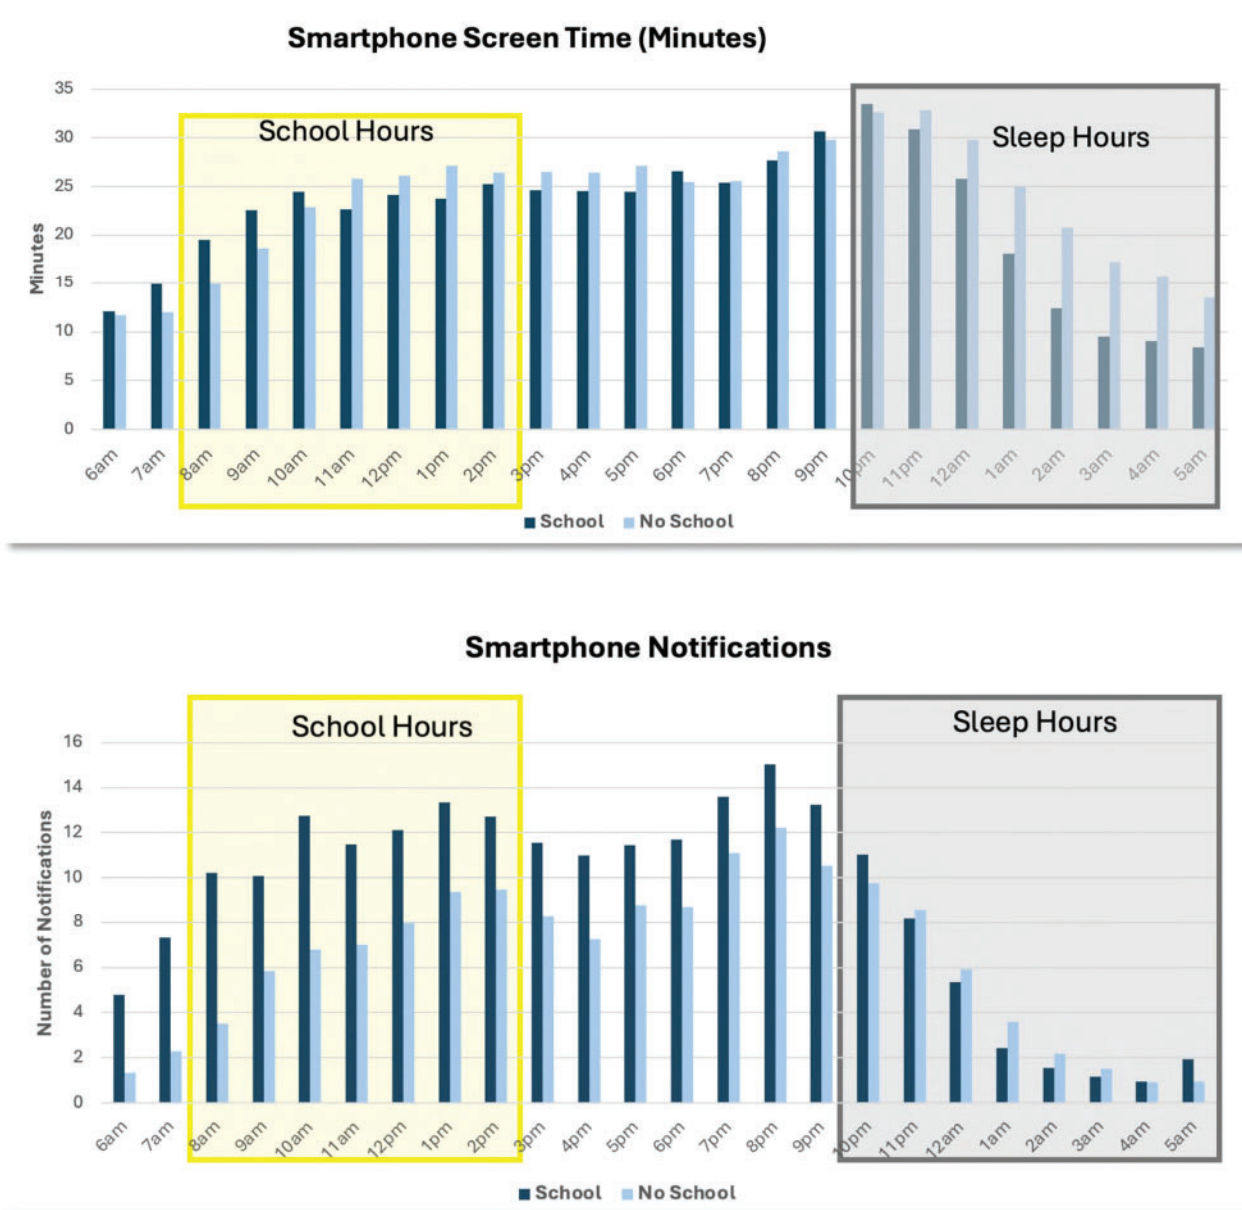 Smartphone Screen Time (Minutes)
35
30
25
20
15
10
5
0
Minutes
School Hours
Sleep Hours
6am 7am 8am 9am 10am 11am 12pm 1pm 2pm 3pm 4pm 5pm 6pm 7pm 8pm 9pm 10pm 11pm 12am 1am 2am 3am 4am 5am
School No School
Smartphone Notifications
16
14
12
10
8
6
4
2
0
Number of Notifications
School Hours
Sleep Hours
6am 7am 8am 9am 10am 11am 12pm 1pm 2pm 3pm 4pm 5pm 6pm 7pm 8pm 9pm 10pm 11pm 12am 1am 2am 3am 4am 5am
School No School